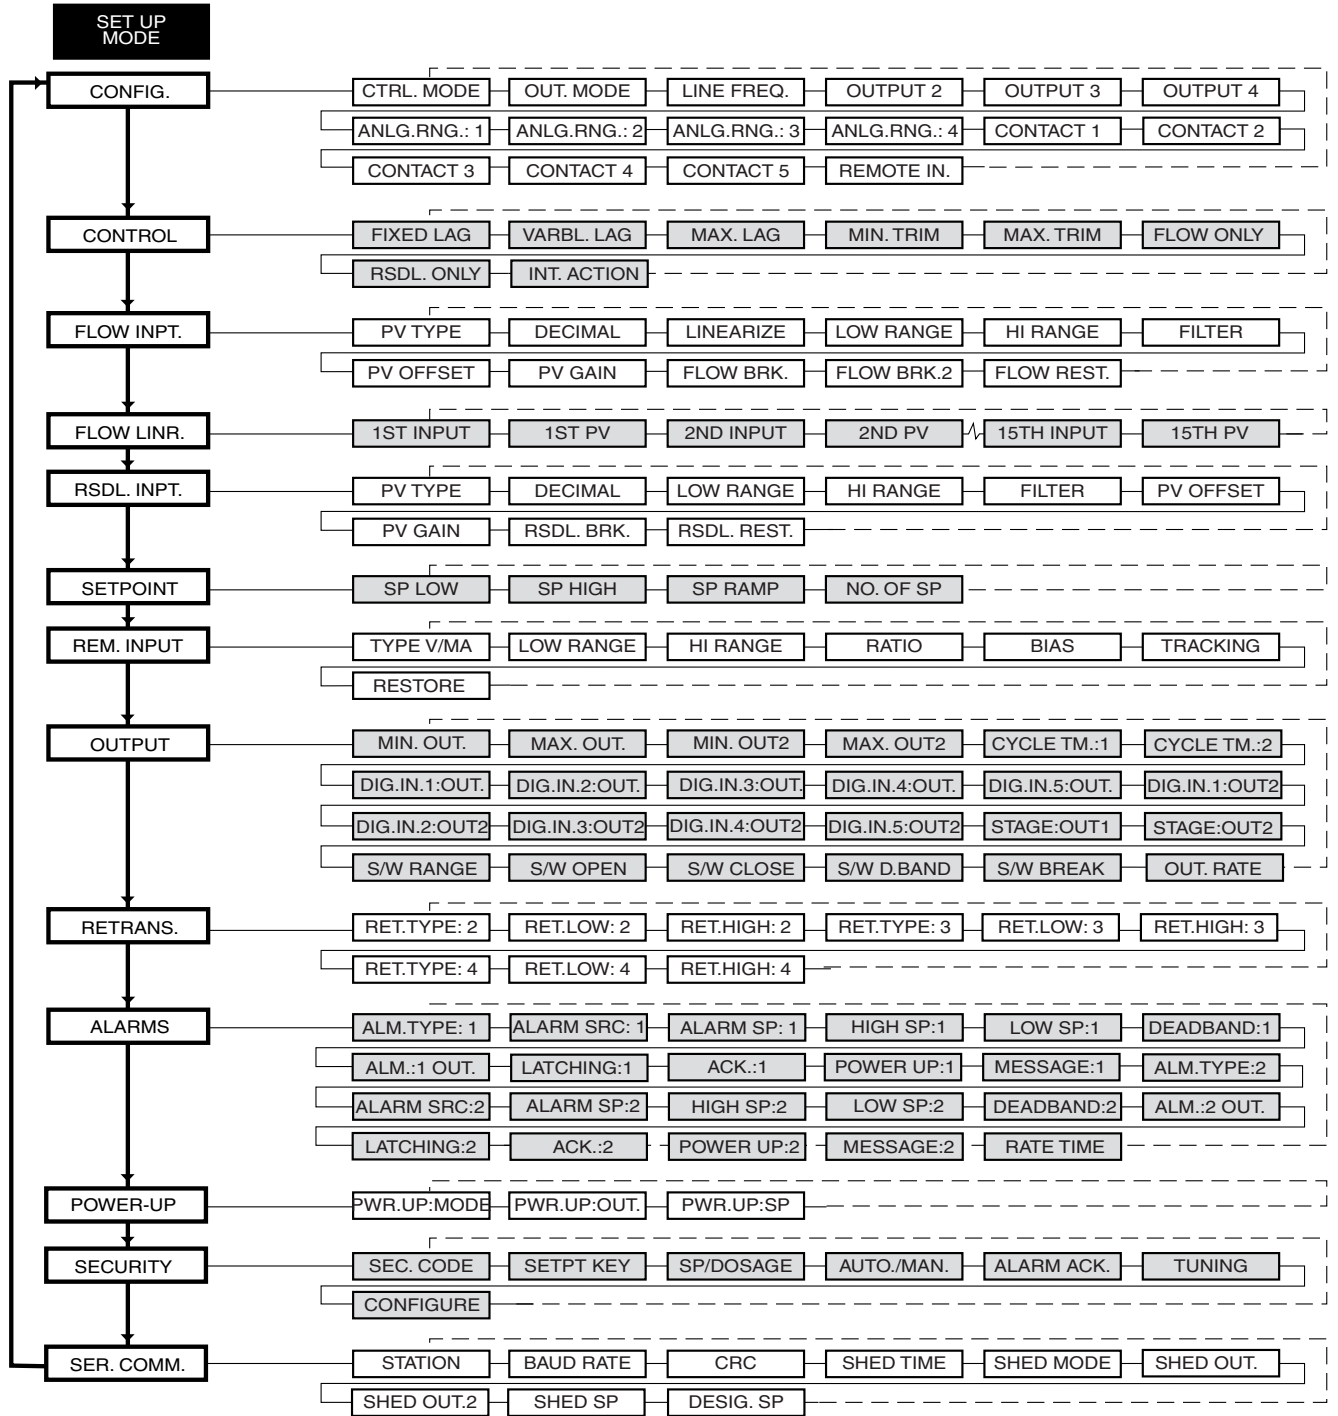 SET UP
MODE
CONFIG.
CTRL. MODE OUT. MODE LINE FREQ. OUTPUT 2 OUTPUT 3 OUTPUT 4
ANLG.RNG.: 1 ANLG.RNG.: 2 ANLG.RNG.: 3 ANLG.RNG.: 4 CONTACT 1 CONTACT 2
CONTACT 3 CONTACT 4 CONTACT 5 REMOTE IN.
CONTROL
FIXED LAG VARBL. LAG MAX. LAG MIN. TRIM MAX. TRIM FLOW ONLY
RSDL. ONLY INT. ACTION
FLOW INPT.
PV TYPE DECIMAL LINEARIZE LOW RANGE HI RANGE FILTER
PV OFFSET PV GAIN FLOW BRK. FLOW BRK.2 FLOW REST.
FLOW LINR.
1ST INPUT 1ST PV 2ND INPUT 2ND PV 15TH INPUT 15TH PV
RSDL. INPT.
PV TYPE DECIMAL LOW RANGE HI RANGE FILTER PV OFFSET
PV GAIN RSDL. BRK. RSDL. REST.
SETPOINT
SP LOW SP HIGH SP RAMP NO. OF SP
REM. INPUT
TYPE V/MA LOW RANGE HI RANGE RATIO BIAS TRACKING
RESTORE
OUTPUT
MIN. OUT. MAX. OUT. MIN. OUT2 MAX. OUT2 CYCLE TM.:1 CYCLE TM.:2
DIG.IN.1:OUT. DIG.IN.2:OUT. DIG.IN.3:OUT. DIG.IN.4:OUT. DIG.IN.5:OUT. DIG.IN.1:OUT2
DIG.IN.2:OUT2 DIG.IN.3:OUT2 DIG.IN.4:OUT2 DIG.IN.5:OUT2 STAGE:OUT1 STAGE:OUT2
S/W RANGE S/W OPEN S/W CLOSE S/W D.BAND S/W BREAK OUT. RATE
RETRANS.
RET.TYPE: 2 RET.LOW: 2 RET.HIGH: 2 RET.TYPE: 3 RET.LOW: 3 RET.HIGH: 3
RET.TYPE: 4 RET.LOW: 4 RET.HIGH: 4
ALARMS
ALM.TYPE: 1 ALARM SRC: 1 ALARM SP: 1 HIGH SP:1 LOW SP:1 DEADBAND:1
ALM.:1 OUT. LATCHING:1 ACK.:1 POWER UP:1 MESSAGE:1 ALM.TYPE:2
ALARM SRC:2 ALARM SP:2 HIGH SP:2 LOW SP:2 DEADBAND:2 ALM.:2 OUT.
LATCHING:2 ACK.:2 POWER UP:2 MESSAGE:2 RATE TIME
POWER-UP
PWR.UP:MODE PWR.UP:OUT. PWR.UP:SP
SECURITY
SEC. CODE SETPT KEY SP/DOSAGE AUTO./MAN. ALARM ACK. TUNING
CONFIGURE
SER. COMM.
STATION BAUD RATE CRC SHED TIME SHED MODE SHED OUT.
SHED OUT.2 SHED SP DESIG. SP